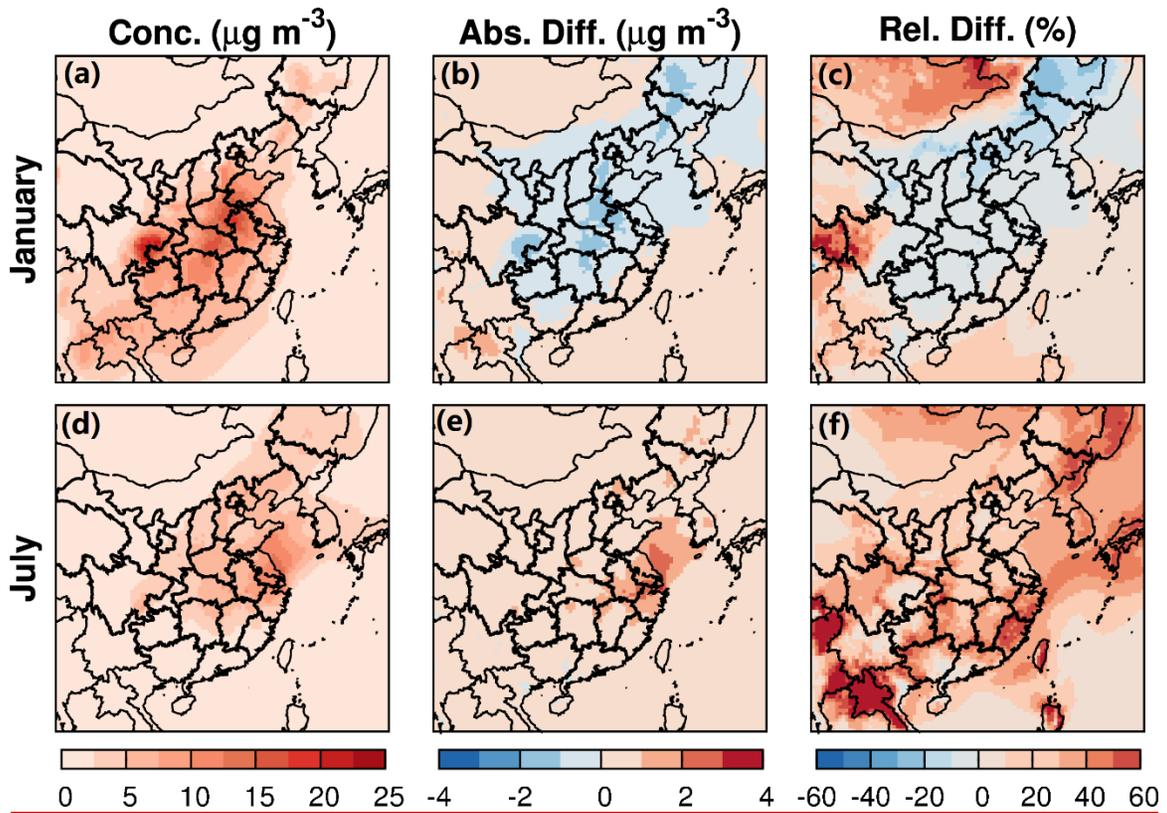 Conc. (μg m-3) Abs. Diff. (μg m-3) Rel. Diff. (%)
January
(a) (b) (c)
July
(d) (e) (f)
0 5 10 15 20 25 -4 -2 0 2 4 -60 -40 -20 0 20 40 60